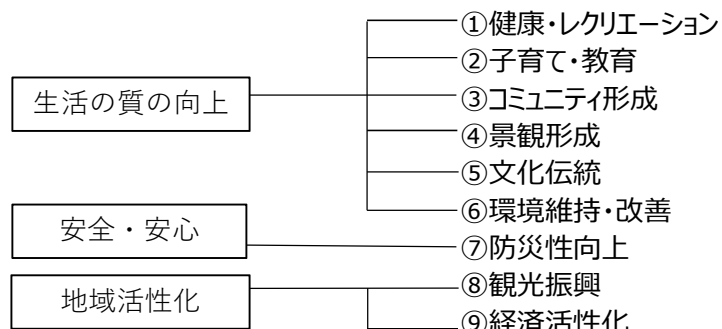 ①健康・レクリエーション
②子育て・教育
生活の質の向上
③コミュニティ形成
④景観形成
⑤文化伝統
⑥環境維持・改善
安全・安心
⑦防災性向上
地域活性化
⑧観光振興
⑨経済活性化